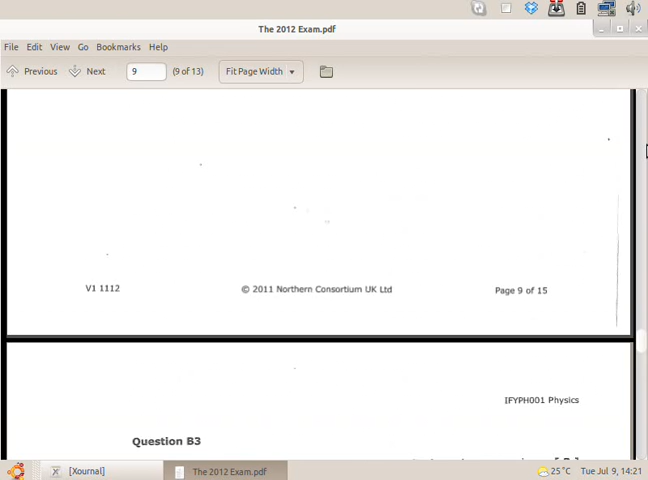 The 2012 Exam.pdf
File Edit View Go Bookmarks Help
Previous Next 9 (9 of 13) Fit Page Width
V1 1112 © 2011 Northern Consortium UK Ltd Page 9 of 15
IFYPH001 Physics
Question B3
[Xournal] The 2012 Exam.pdf 25 °C Tue Jul 9, 14:21